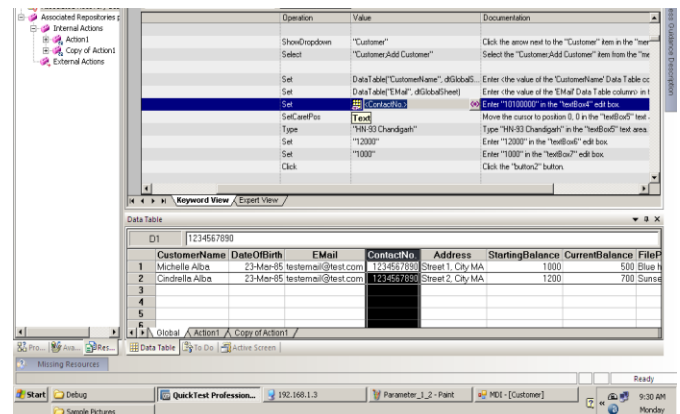 Associated Repositories p
Internal Actions
Action1
Copy of Action1
External Actions
Operation Value Documentation
ShowDropdown "Customer" Click the arrow next to the "Customer" item in the "mer
Select "Customer;Add Customer" Select the "Customer;Add Customer" item from the "me
Set DataTable("CustomerName", dtGlobalS... Enter <the value of the 'CustomerName' Data Table cc
Set DataTable("EMail", dtGlobalSheet) Enter <the value of the 'EMail' Data Table column> in t
Set <ContactNo.> Enter "10100000" in the "textBox4" edit box.
SetCaretPos Text Move the cursor to position 0, 0 in the "textBox5" text
Type "HN-93 Chandigarh" Type "HN-93 Chandigarh" in the "textBox5" text area.
Set "12000" Enter "12000" in the "textBox6" edit box.
Set "1000" Enter "1000" in the "textBox7" edit box.
Click Click the "button2" button.
Keyword View Expert View
Data Table
D1 1234567890
CustomerName DateOfBirth EMail ContactNo. Address StartingBalance CurrentBalance FileP
1 Michelle Alba 23-Mar-85 testemail@test.com 1234567890 Street 1, City MA 1000 500 Blue h
2 Cindrella Alba 23-Mar-85 testemail@test.com 1234567890 Street 2, City MA 1200 700 Sunse
3
4
5
6
Global Action1 Copy of Action1
Pro... Ava... Res... Data Table To Do Active Screen
Missing Resources
Ready
Start Debug QuickTest Profession... 192.168.1.3 Parameter_1_2 - Paint MDI - [Customer] 9:30 AM
Sample Pictures Monday